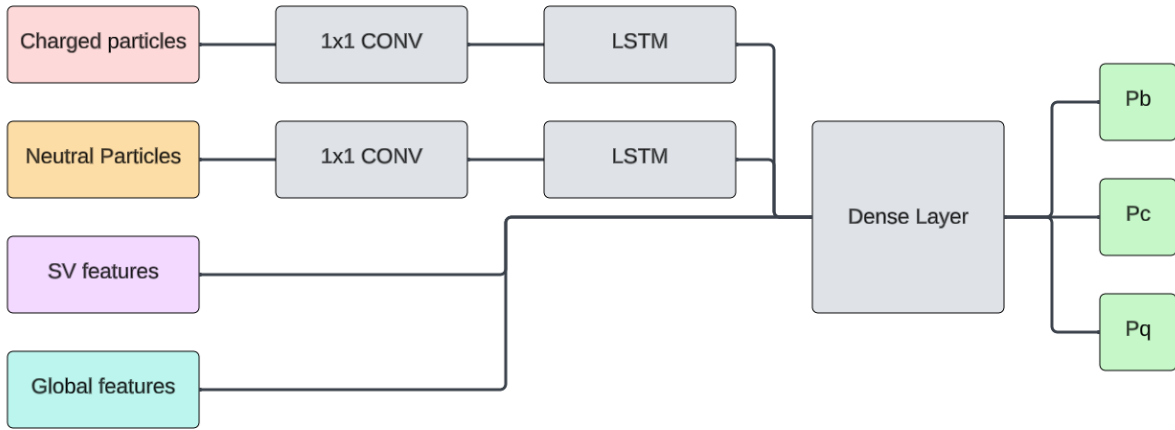 Charged particles
1x1 CONV
LSTM
Neutral Particles
1x1 CONV
LSTM
SV features
Global features
Dense Layer
Pb
Pc
Pq